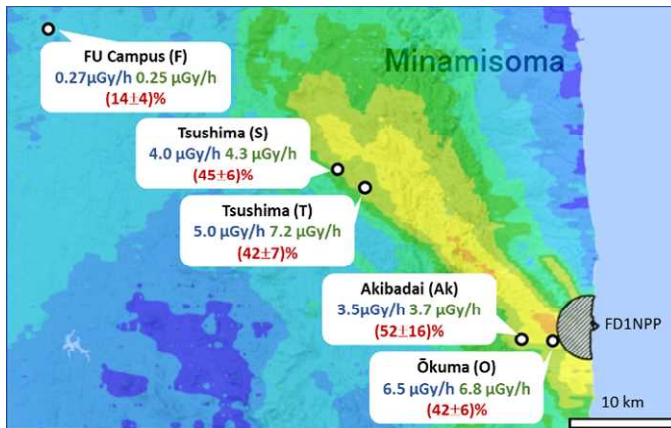 FU Campus (F)
0.27μGy/h 0.25 μGy/h
(14±4)%
Minamisoma
Tsushima (S)
4.0 μGy/h 4.3 μGy/h
(45±6)%
Tsushima (T)
5.0 μGy/h 7.2 μGy/h
(42±7)%
Akibadai (Ak)
3.5μGy/h 3.7 μGy/h
(52±16)%
FD1NPP
Ōkuma (O)
6.5 μGy/h 6.8 μGy/h
(42±6)%
10 km